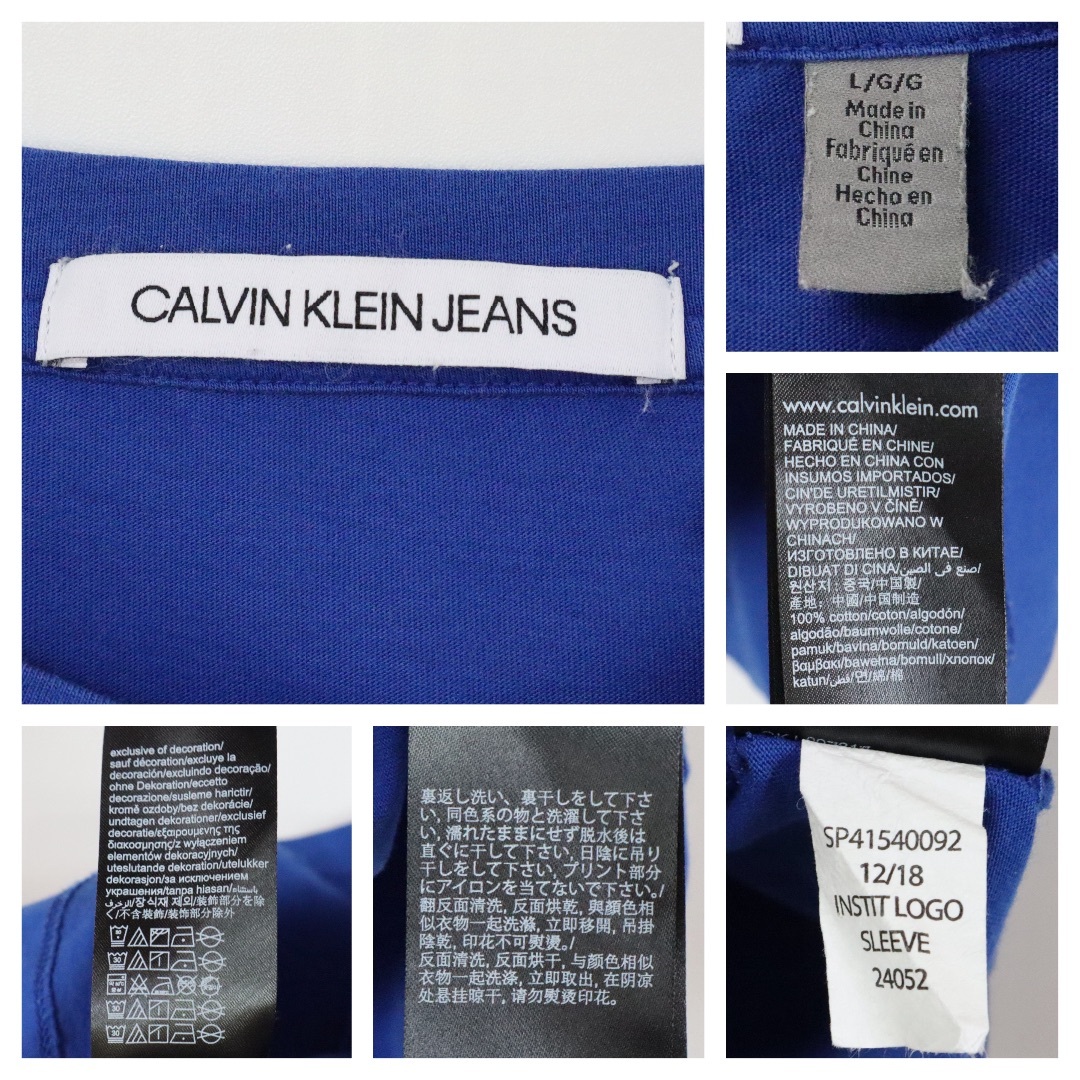 CALVIN KLEIN JEANS
L/G/G
Made in
China
Fabriqué en
Chine
Hecho en
China
www.calvinklein.com
MADE IN CHINA/
FABRIQUÉ EN CHINE/
HECHO EN CHINA CON
INSUMOS IMPORTADOS/
CIN'DE URETILMISTIR/
VYROBENO V ČÍNĚ/
WYPRODUKOWANO W
CHINACH/
ИЗГОТОВЛЕНО В КИТАЕ/
DIBUAT DI CINA/صنع فى الصين/
원산지 : 중국/中国製/
產地: 中國/中国制造
100% cotton/coton/algodón/
algodão/baumwolle/cotone/
pamuk/bavlna/bomuld/katoen/
βαμβακι/bawełna/bomull/хлопок/
katun/قطن/면/綿/棉
exclusive of decoration/
sauf décoration/excluye la
decoración/excluindo decoração/
ohne Dekoration/eccetto
decorazione/susleme harictir/
kromě ozdoby/bez dekorácie/
undtagen dekorationer/exclusief
decoratie/εξαιρουμενης της
διακοσμησης/z wyłączeniem
elementów dekoracyjnych/
uteslutande dekoration/utelukker
dekorasjon/за исключением
украшения/tanpa hiasan/باستثناء
الزخرف/장식재 제외/装飾部分を除
く/不含裝飾/装饰部分除外
裏返し洗い、裏干しをして下さ
い, 同色系の物と洗濯して下さ
い, 濡れたままにせず脱水後は
直ぐに干して下さい, 日陰に吊り
干しをして下さい, プリント部分
にアイロンを当てないで下さい。/
翻反面清洗, 反面烘乾, 與顏色相
似衣物一起洗滌, 立即移開, 吊掛
陰乾, 印花不可熨燙。/
反面清洗, 反面烘干, 与颜色相似
衣物一起洗涤, 立即取出, 在阴凉
处悬挂晾干, 请勿熨烫印花。
SP41540092
12/18
INSTIT LOGO
SLEEVE
24052